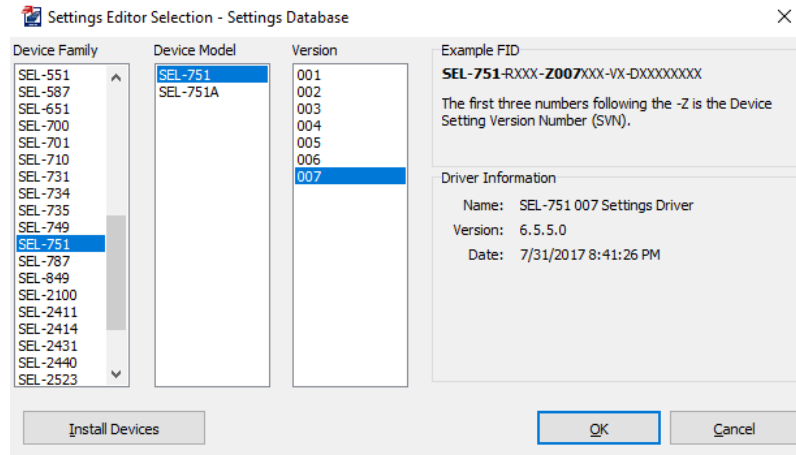 Settings Editor Selection - Settings Database
Device Family
SEL-551
SEL-587
SEL-651
SEL-700
SEL-701
SEL-710
SEL-731
SEL-734
SEL-735
SEL-749
SEL-751
SEL-787
SEL-849
SEL-2100
SEL-2411
SEL-2414
SEL-2431
SEL-2440
SEL-2523
Device Model
SEL-751
SEL-751A
Version
001
002
003
004
005
006
007
Example FID
SEL-751-RXXX-Z007XXX-VX-DXXXXXXXX
The first three numbers following the -Z is the Device
Setting Version Number (SVN).
Driver Information
Name: SEL-751 007 Settings Driver
Version: 6.5.5.0
Date: 7/31/2017 8:41:26 PM
Install Devices
OK
Cancel